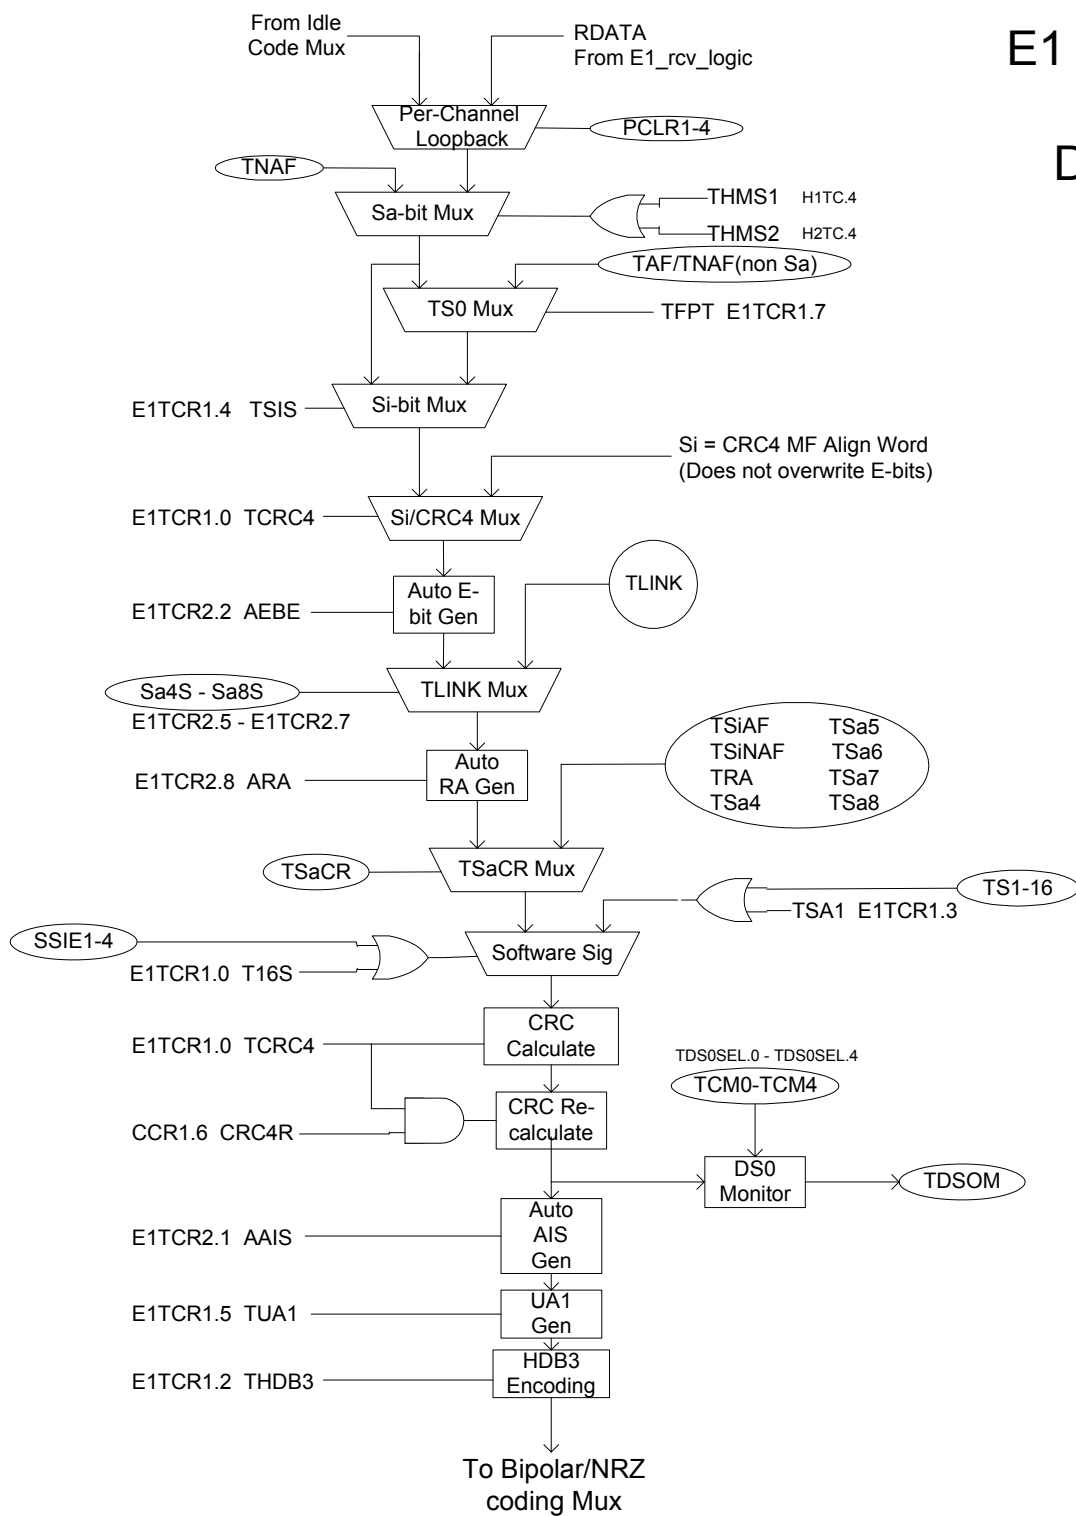 From Idle
Code Mux
RDATA
From E1_rcv_logic
E1
Per-Channel
Loopback
PCLR1-4
D
TNAF
Sa-bit Mux
THMS1 H1TC.4
THMS2 H2TC.4
TAF/TNAF(non Sa)
TS0 Mux
TFPT E1TCR1.7
E1TCR1.4 TSIS
Si-bit Mux
Si = CRC4 MF Align Word
(Does not overwrite E-bits)
E1TCR1.0 TCRC4
Si/CRC4 Mux
E1TCR2.2 AEBE
Auto E-
bit Gen
TLINK
Sa4S - Sa8S
TLINK Mux
E1TCR2.5 - E1TCR2.7
TSiAF TSa5
TSiNAF TSa6
TRA TSa7
TSa4 TSa8
E1TCR2.8 ARA
Auto
RA Gen
TSaCR
TSaCR Mux
TS1-16
TSA1 E1TCR1.3
SSIE1-4
Software Sig
E1TCR1.0 T16S
E1TCR1.0 TCRC4
CRC
Calculate
TDS0SEL.0 - TDS0SEL.4
TCM0-TCM4
CCR1.6 CRC4R
CRC Re-
calculate
DS0
Monitor
TDSOM
E1TCR2.1 AAIS
Auto
AIS
Gen
E1TCR1.5 TUA1
UA1
Gen
E1TCR1.2 THDB3
HDB3
Encoding
To Bipolar/NRZ
coding Mux